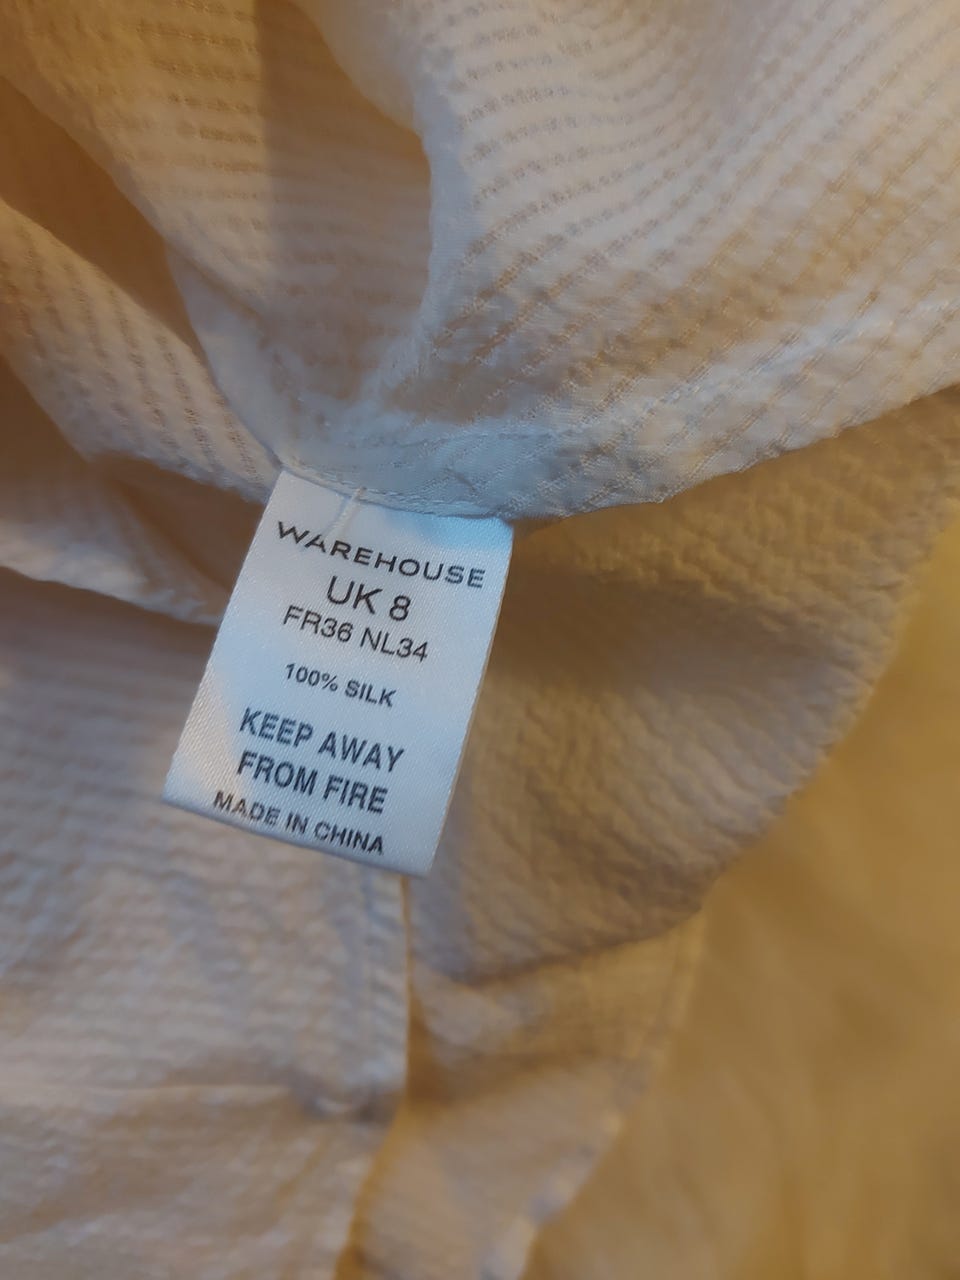 WAREHOUSE
UK 8
FR36 NL34
100% SILK
KEEP AWAY
FROM FIRE
MADE IN CHINA